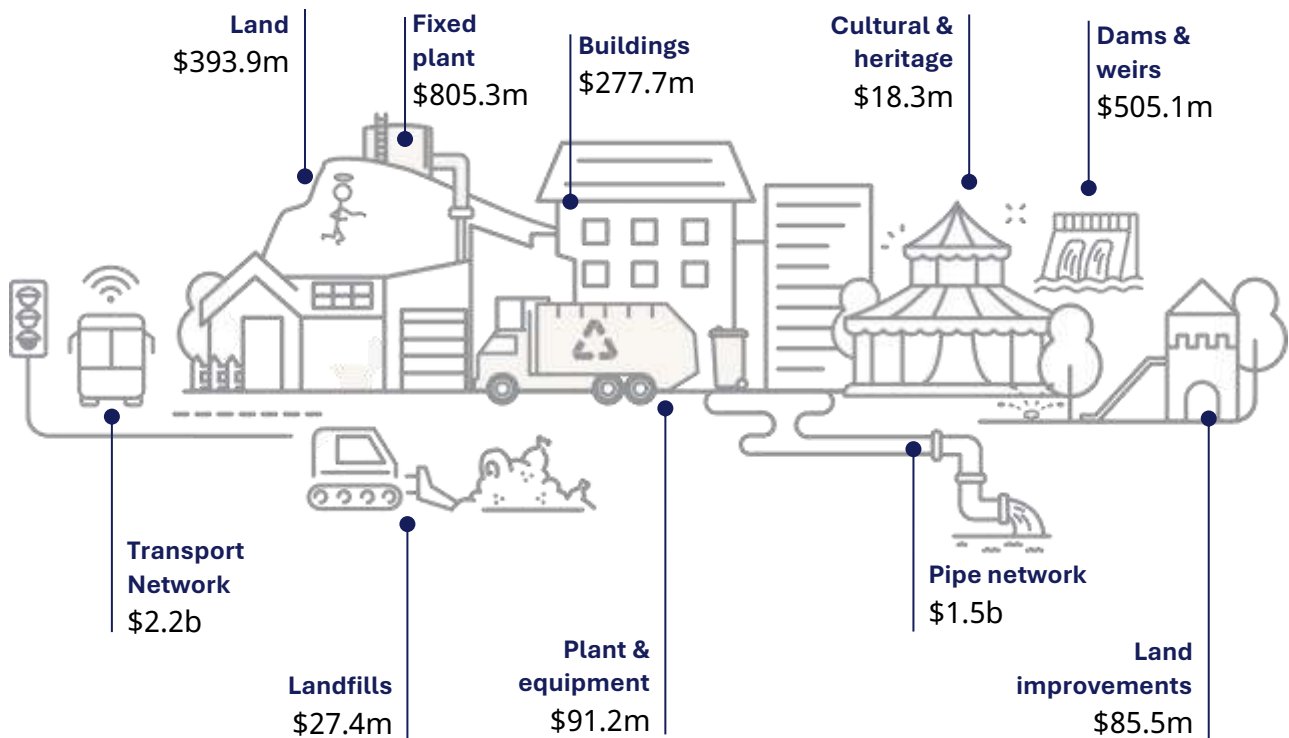 Land
$393.9m
Fixed
plant
$805.3m
Buildings
$277.7m
Cultural &
heritage
$18.3m
Dams &
weirs
$505.1m
Transport
Network
$2.2b
Landfills
$27.4m
Plant &
equipment
$91.2m
Pipe network
$1.5b
Land
improvements
$85.5m